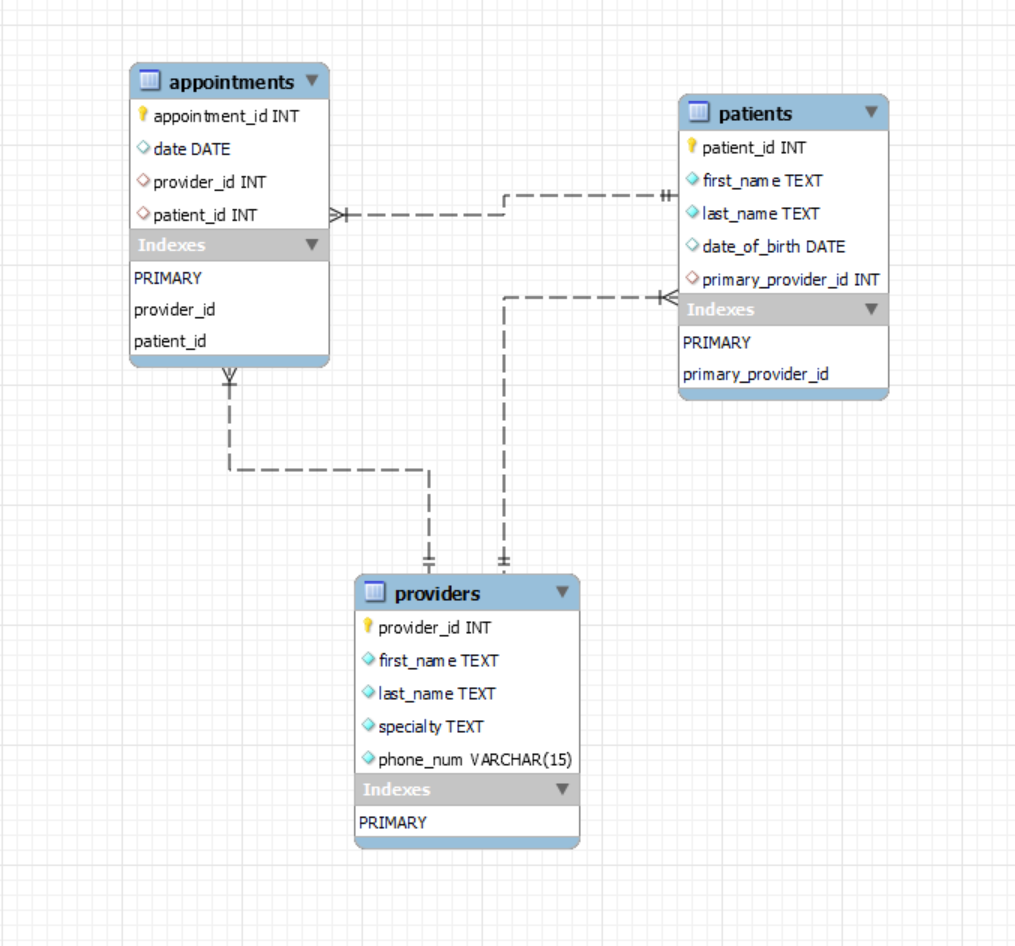 appointments
appointment_id INT
date DATE
provider_id INT
patient_id INT
Indexes
PRIMARY
provider_id
patient_id
patients
patient_id INT
first_name TEXT
last_name TEXT
date_of_birth DATE
primary_provider_id INT
Indexes
PRIMARY
primary_provider_id
providers
provider_id INT
first_name TEXT
last_name TEXT
specialty TEXT
phone_num VARCHAR(15)
Indexes
PRIMARY